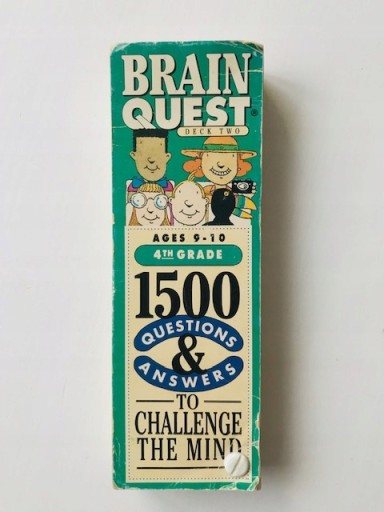 BRAIN
QUEST®
DECK TWO
AGES 9-10
4TH GRADE
1500
QUESTIONS
&
ANSWERS
TO
CHALLENGE
THE MIND